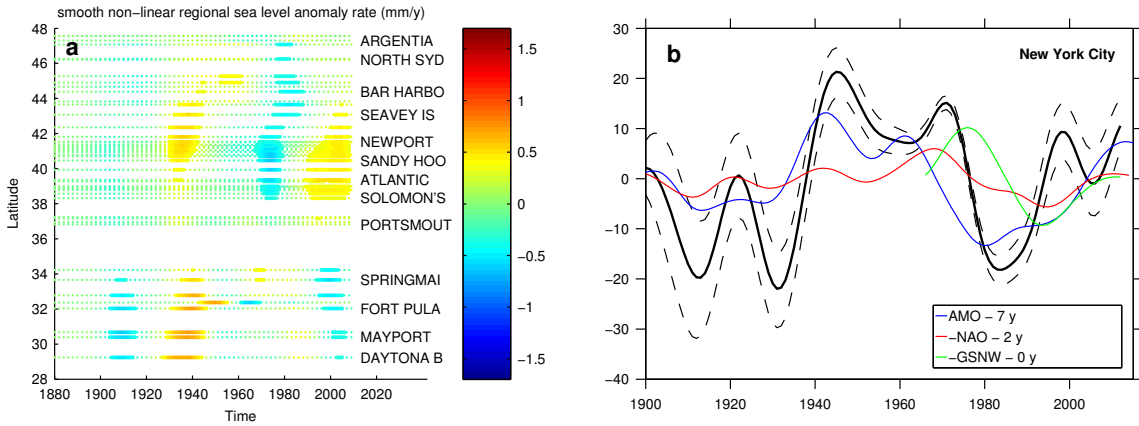 smooth non−linear regional sea level anomaly rate (mm/y)
a
Latitude
48
46
44
42
40
38
36
34
32
30
28
ARGENTIA
NORTH SYD
BAR HARBO
SEAVEY IS
NEWPORT
SANDY HOO
ATLANTIC
SOLOMON'S
PORTSMOUT
SPRINGMAI
FORT PULA
MAYPORT
DAYTONA B
1880 1900 1920 1940 1960 1980 2000 2020
Time
1.5
1
0.5
0
−0.5
−1
−1.5
b
New York City
30
20
10
0
−10
−20
−30
−40
AMO − 7 y
−NAO − 2 y
−GSNW − 0 y
1900 1920 1940 1960 1980 2000